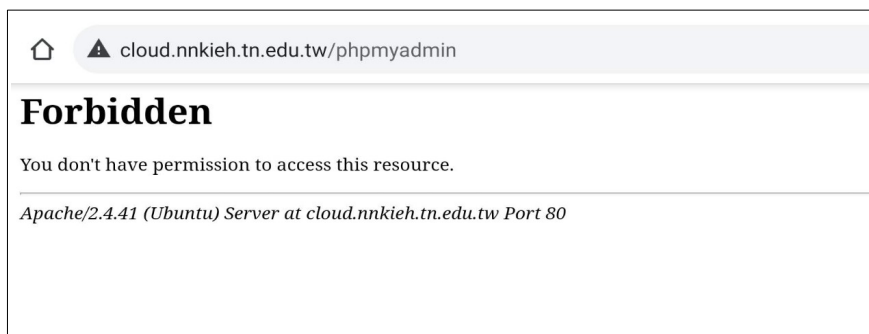 cloud.nnkieh.tn.edu.tw/phpmyadmin
Forbidden
You don't have permission to access this resource.
Apache/2.4.41 (Ubuntu) Server at cloud.nnkieh.tn.edu.tw Port 80